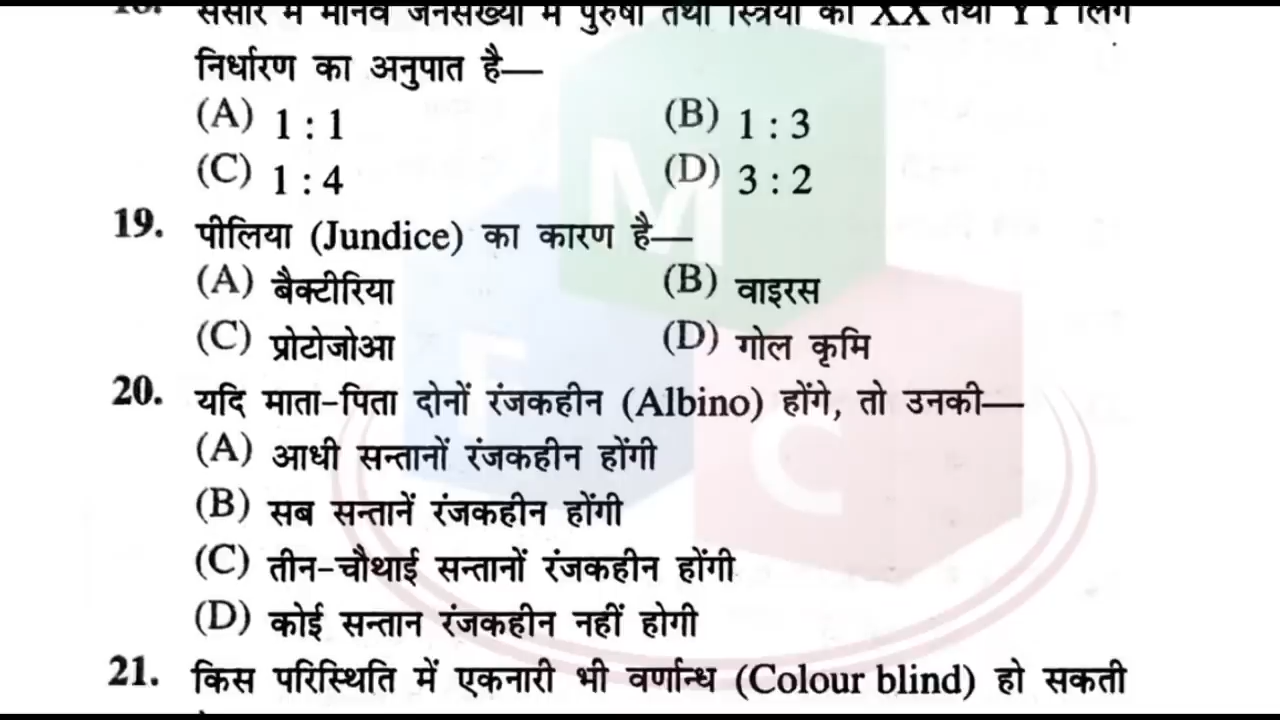 18. संसार में मानव जनसंख्या में पुरुषों तथा स्त्रियों की XX तथा YY लिंग
निर्धारण का अनुपात है—
(A) 1 : 1 (B) 1 : 3
(C) 1 : 4 (D) 3 : 2
19. पीलिया (Jundice) का कारण है—
(A) बैक्टीरिया (B) वाइरस
(C) प्रोटोजोआ (D) गोल कृमि
20. यदि माता-पिता दोनों रंजकहीन (Albino) होंगे, तो उनकी—
(A) आधी सन्तानों रंजकहीन होंगी
(B) सब सन्तानें रंजकहीन होंगी
(C) तीन-चौथाई सन्तानों रंजकहीन होंगी
(D) कोई सन्तान रंजकहीन नहीं होगी
21. किस परिस्थिति में एकनारी भी वर्णान्ध (Colour blind) हो सकती
M
F
C